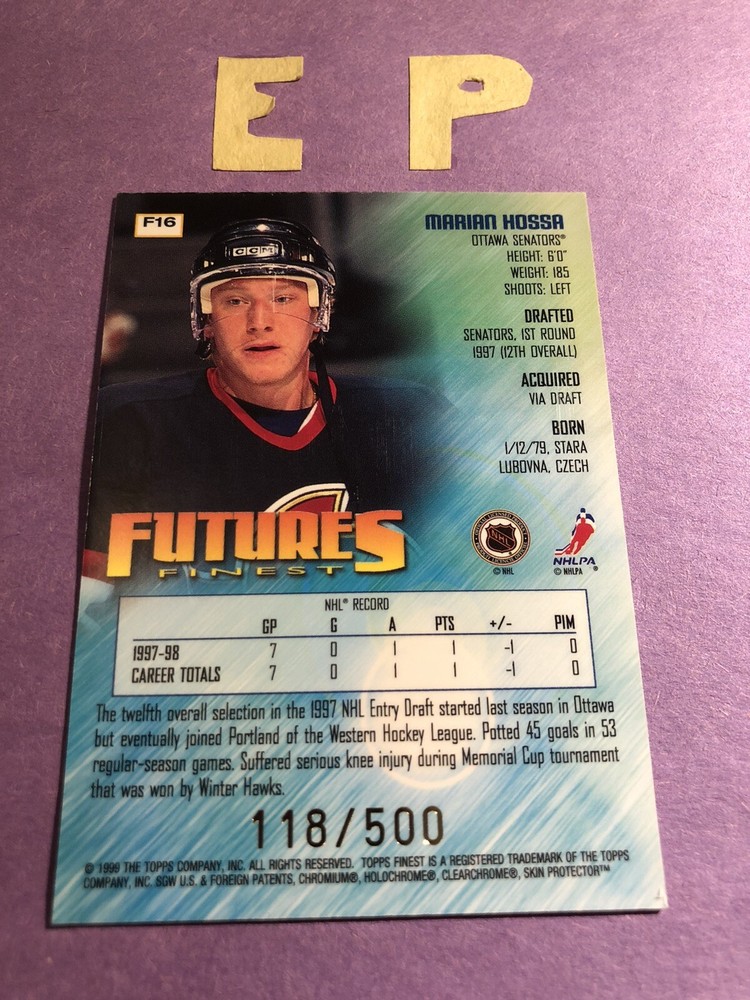 E P
F16
CCM
MARIAN HOSSA
OTTAWA SENATORS®
HEIGHT: 6'0"
WEIGHT: 185
SHOOTS: LEFT
DRAFTED
SENATORS, 1ST ROUND
1997 (12TH OVERALL)
ACQUIRED
VIA DRAFT
BORN
1/12/79, STARA
LUBOVNA, CZECH
FUTURES
FINEST
NHL
© NHL
NHLPA
© NHLPA ®
NHL® RECORD
GP G A PTS +/- PIM
1997-98 7 0 1 1 -1 0
CAREER TOTALS 7 0 1 1 -1 0
The twelfth overall selection in the 1997 NHL Entry Draft started last season in Ottawa
but eventually joined Portland of the Western Hockey League. Potted 45 goals in 53
regular-season games. Suffered serious knee injury during Memorial Cup tournament
that was won by Winter Hawks.
118/500
© 1999 THE TOPPS COMPANY, INC. ALL RIGHTS RESERVED. TOPPS FINEST IS A REGISTERED TRADEMARK OF THE TOPPS
COMPANY, INC. SGW U.S. & FOREIGN PATENTS, CHROMIUM®, HOLOCHROME®, CLEARCHROME®, SKIN PROTECTOR™